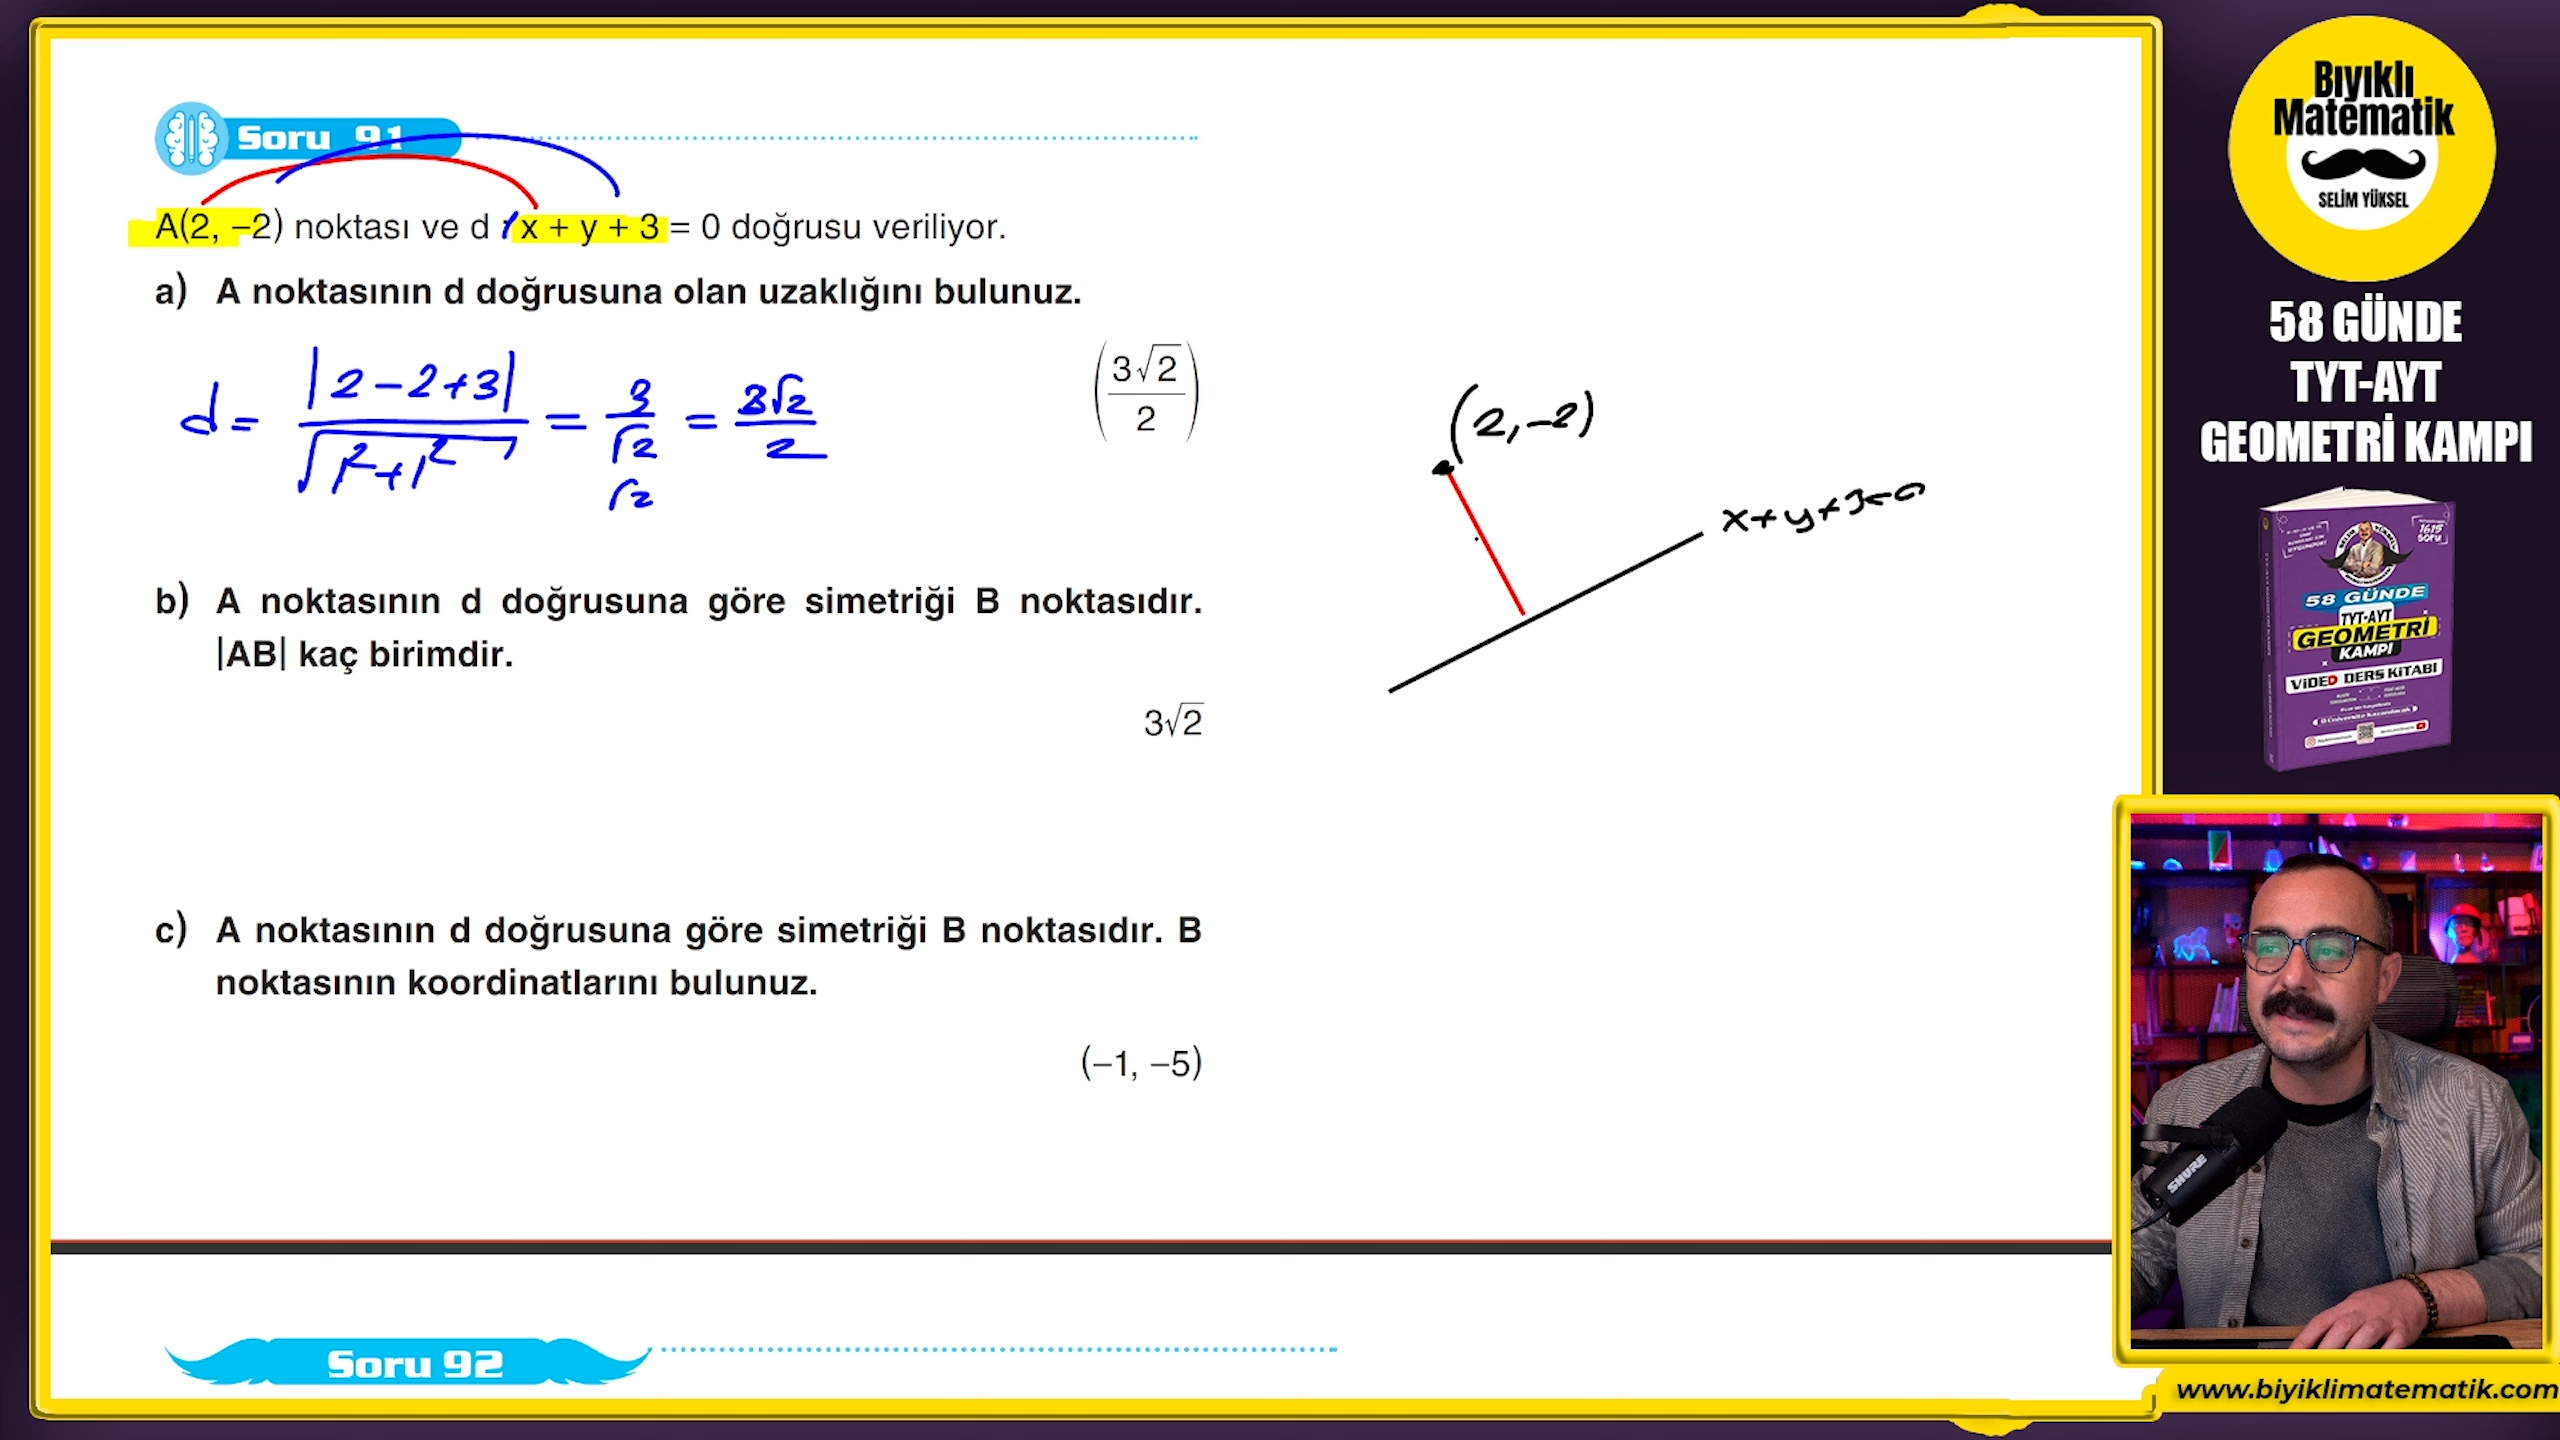 Soru 91
A(2, −2) noktası ve d : x + y + 3 = 0 doğrusu veriliyor.
a) A noktasının d doğrusuna olan uzaklığını bulunuz.
(3√2/2)
d = |2-2+3| / √(1²+1²) = 3/√2 = 3√2/2
√2
b) A noktasının d doğrusuna göre simetriği B noktasıdır.
|AB| kaç birimdir.
3√2
c) A noktasının d doğrusuna göre simetriği B noktasıdır. B
noktasının koordinatlarını bulunuz.
(−1, −5)
Soru 92
(2,-2)
x+y+3=0
Bıyıklı
Matematik
SELİM YÜKSEL
58 GÜNDE
TYT-AYT
GEOMETRİ KAMPI
1615
SORU
58 GÜNDE
TYT-AYT
GEOMETRİ
KAMPI
VİDEO DERS KİTABI
SHURE
www.biyiklimatematik.com